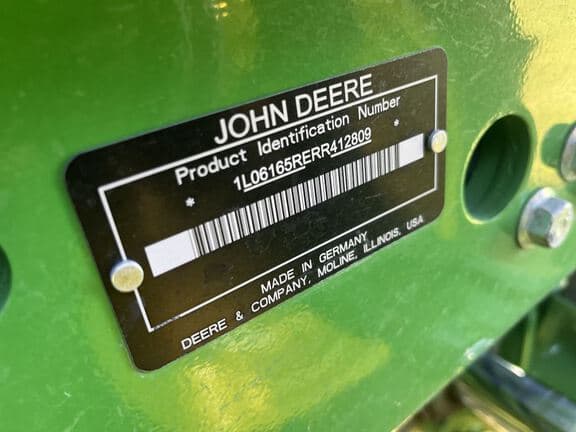 JOHN DEERE
Product Identification Number
* 1L06165RERR412809 *
MADE IN GERMANY
DEERE & COMPANY, MOLINE, ILLINOIS, USA